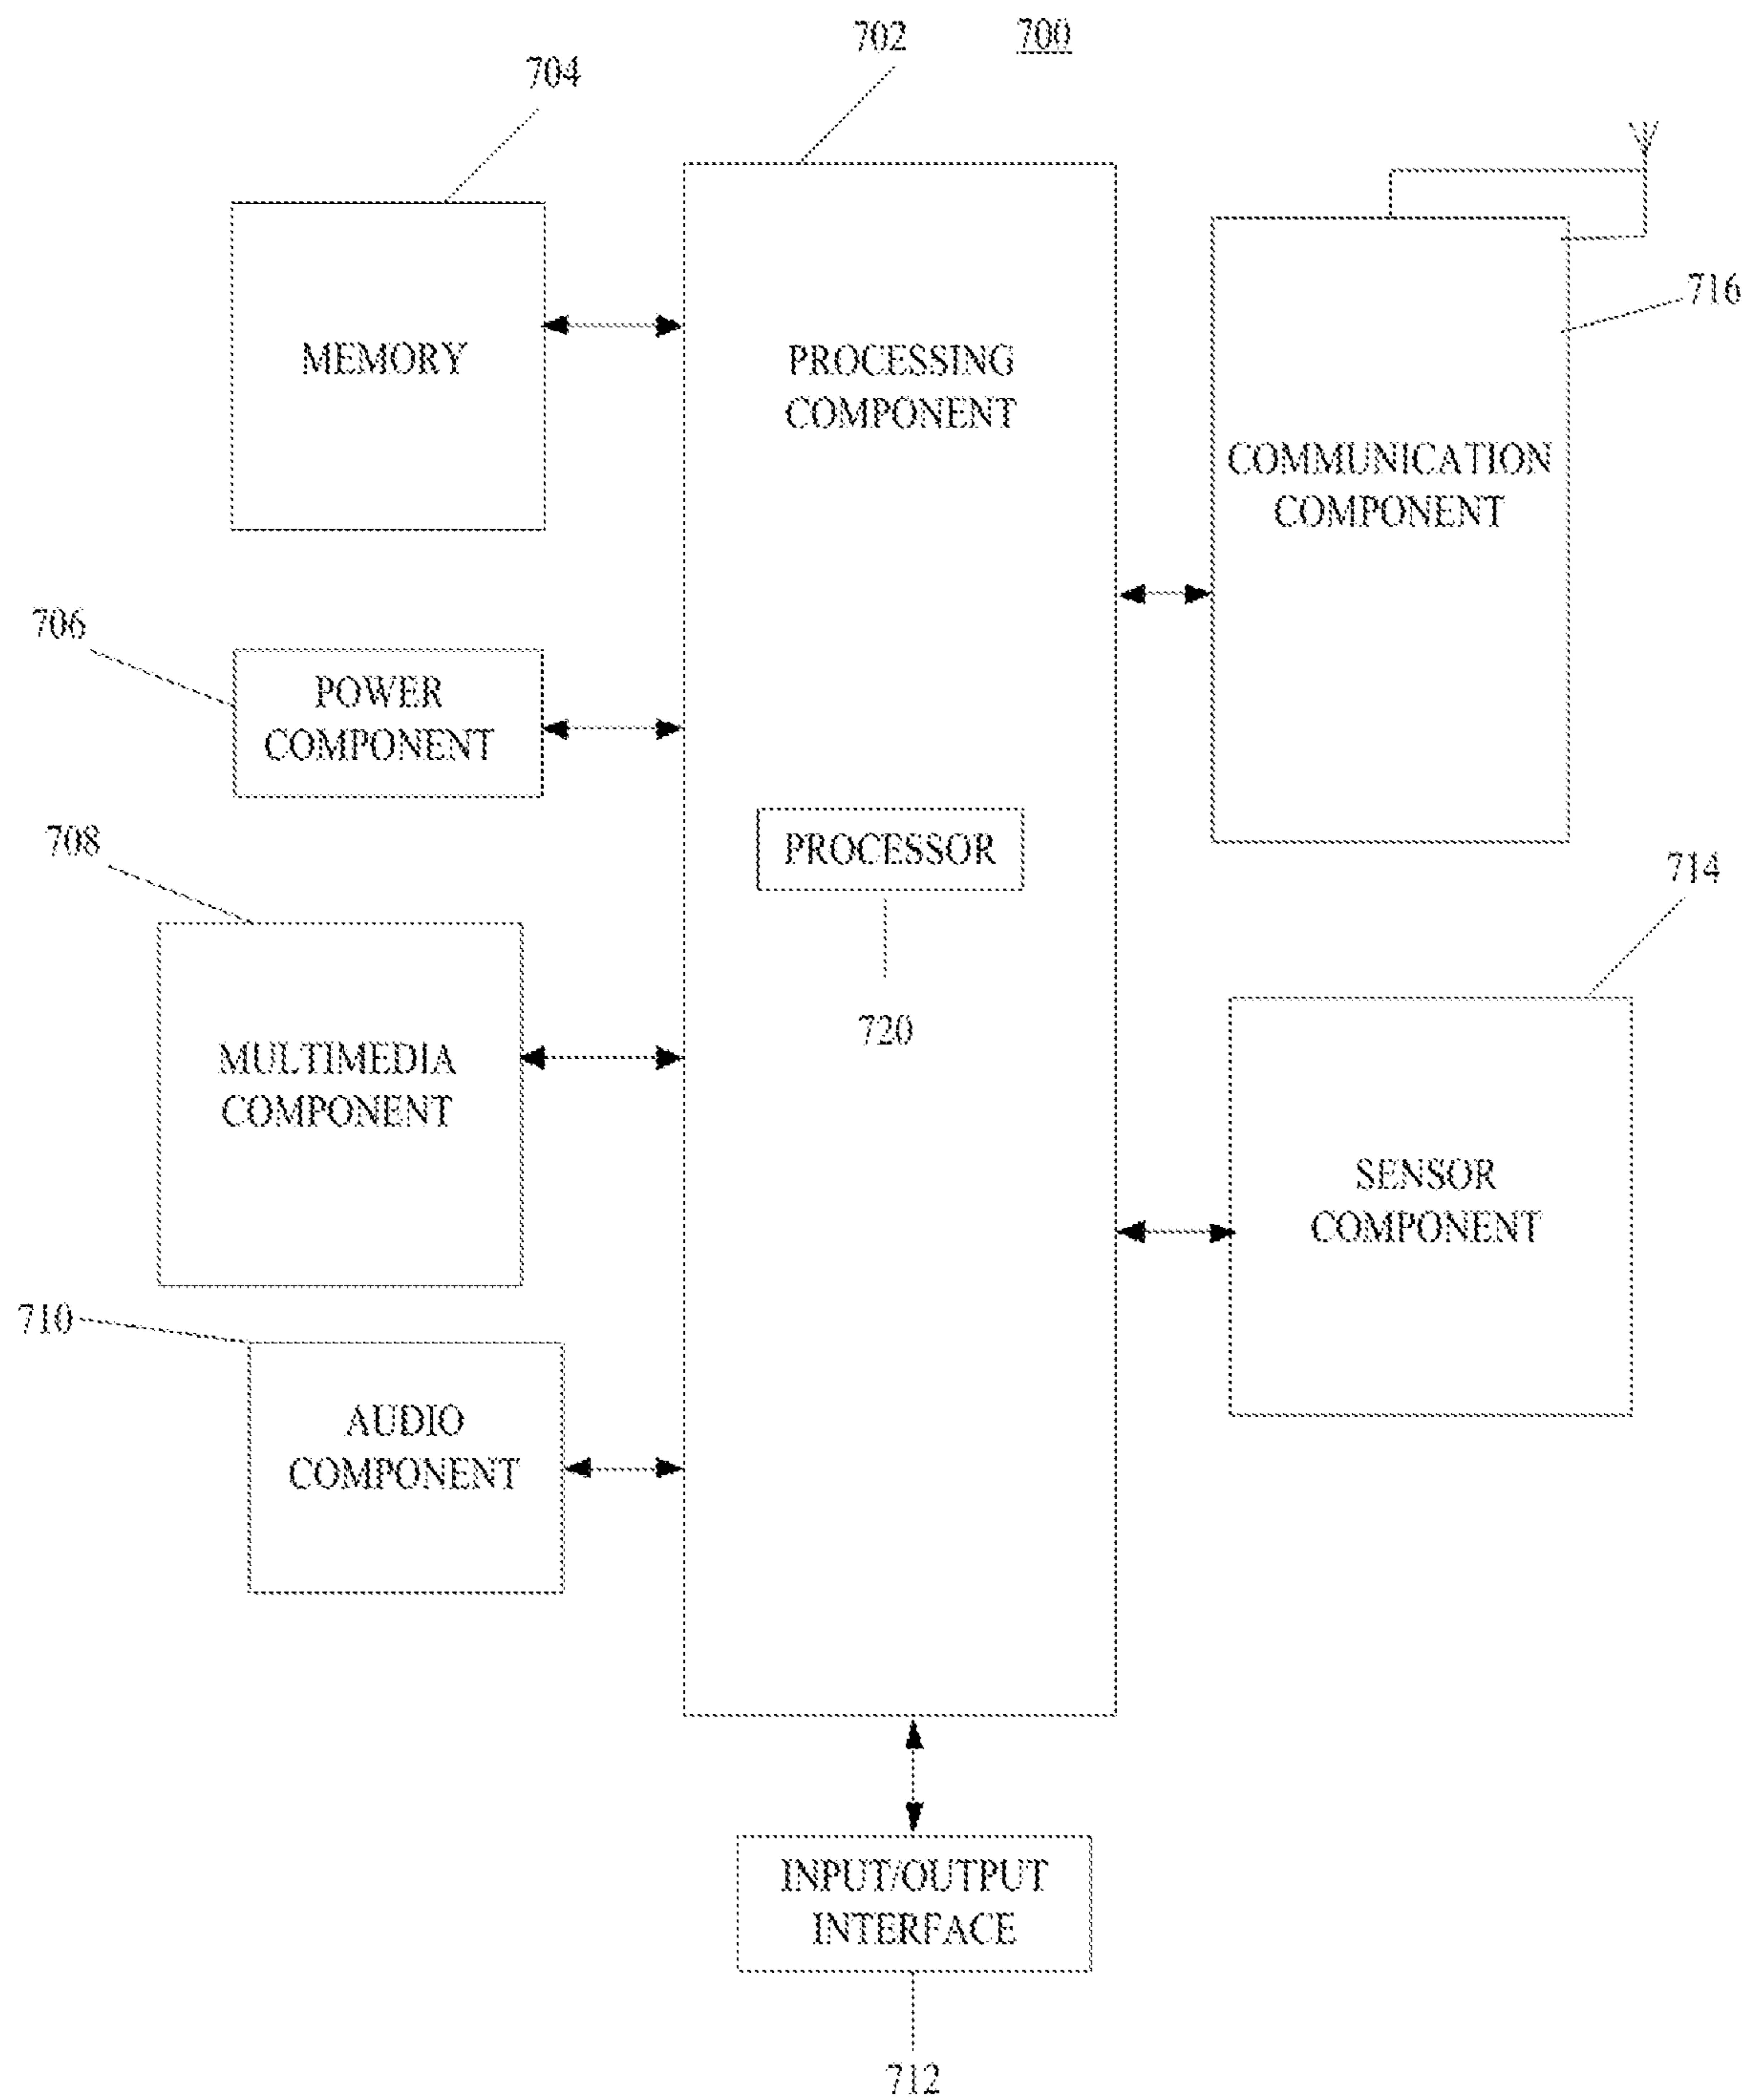 702
700
704
MEMORY
PROCESSING
COMPONENT
716
COMMUNICATION
COMPONENT
706
POWER
COMPONENT
708
PROCESSOR
714
720
MULTIMEDIA
COMPONENT
SENSOR
COMPONENT
710
AUDIO
COMPONENT
INPUT/OUTPUT
INTERFACE
712